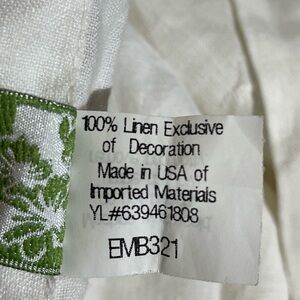 100% Linen Exclusive
of Decoration
Made in USA of
Imported Materials
YL#639461808
EMB321